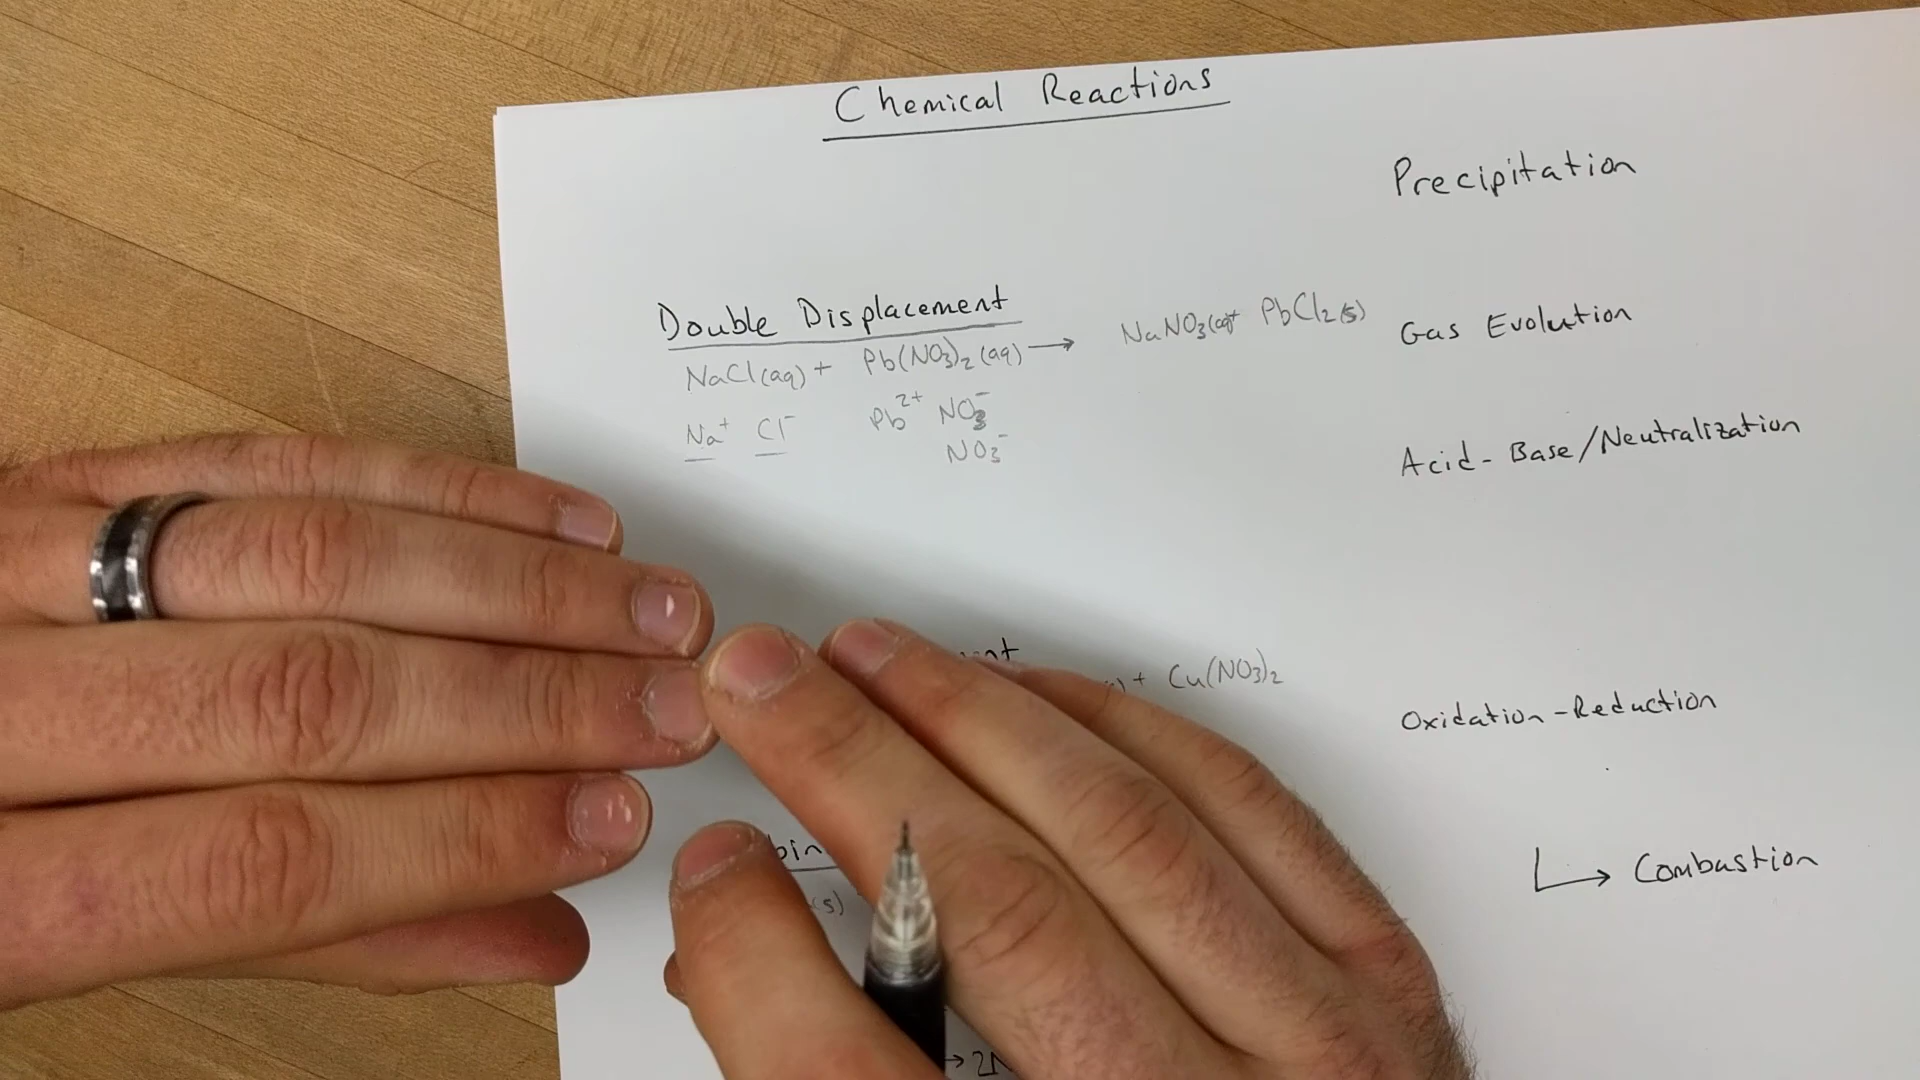 Chemical Reactions
Precipitation
Double Displacement
NaCl(aq) + Pb(NO3)2(aq) → NaNO3(aq) + PbCl2(s)
Na+ Cl- Pb2+ NO3-
NO3-
Gas Evolution
Acid-Base/Neutralization
+ Cu(NO3)2
Oxidation-Reduction
(s)
↳ Combustion